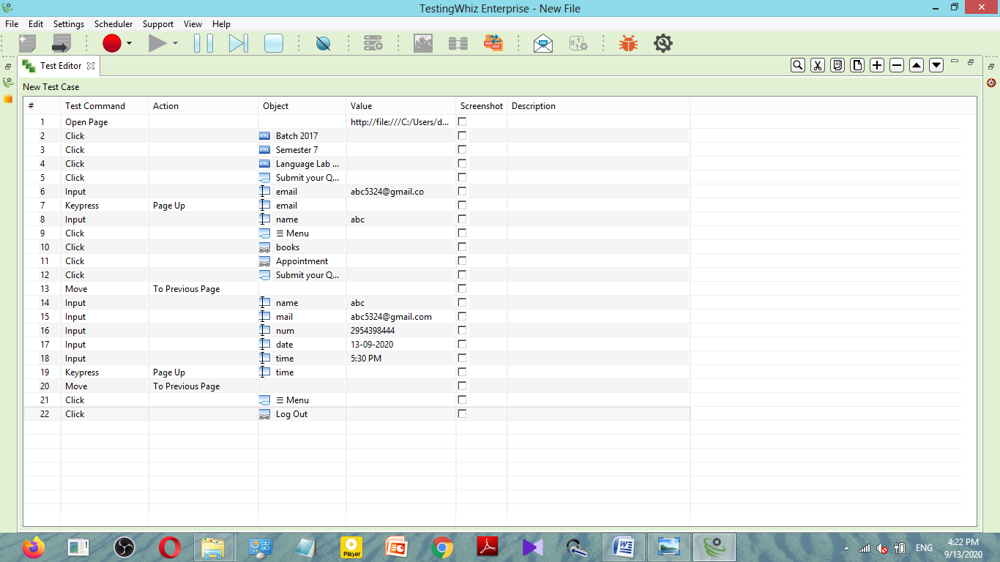 TestingWhiz Enterprise - New File
File Edit Settings Scheduler Support View Help
Test Editor
New Test Case
# Test Command Action Object Value Screenshot Description
1 Open Page http://file:///C:/Users/d...
2 Click Batch 2017
3 Click Semester 7
4 Click Language Lab ...
5 Click Submit your Q...
6 Input email abc5324@gmail.co
7 Keypress Page Up email
8 Input name abc
9 Click ☰ Menu
10 Click books
11 Click Appointment
12 Click Submit your Q...
13 Move To Previous Page
14 Input name abc
15 Input mail abc5324@gmail.com
16 Input num 2954398444
17 Input date 13-09-2020
18 Input time 5:30 PM
19 Keypress Page Up time
20 Move To Previous Page
21 Click ☰ Menu
22 Click Log Out
Player
ENG
4:22 PM
9/13/2020